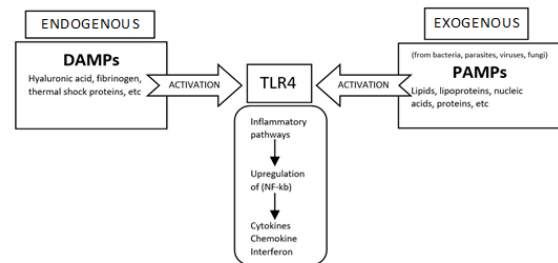 ENDOGENOUS
DAMPs
Hyaluronic acid, fibrinogen,
thermal shock proteins, etc
ACTIVATION
TLR4
ACTIVATION
EXOGENOUS
(from bacteria, parasites, viruses, fungi)
PAMPs
Lipids, lipoproteins, nucleic
acids, proteins, etc
Inflammatory
pathways
Upregulation
of (NF-kb)
Cytokines
Chemokine
Interferon